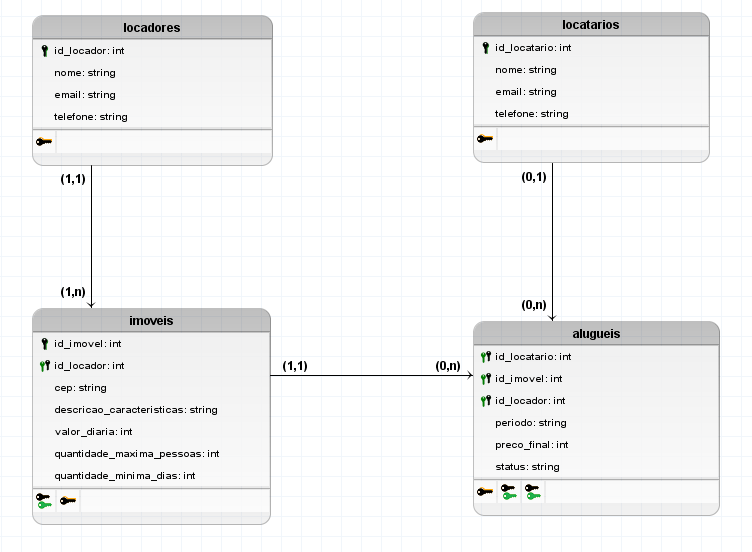 locadores
id_locador: int
nome: string
email: string
telefone: string
locatarios
id_locatario: int
nome: string
email: string
telefone: string
(1,1)
(1,n)
(0,1)
(0,n)
imoveis
id_imovel: int
id_locador: int
cep: string
descricao_caracteristicas: string
valor_diaria: int
quantidade_maxima_pessoas: int
quantidade_minima_dias: int
(1,1)
(0,n)
alugueis
id_locatario: int
id_imovel: int
id_locador: int
periodo: string
preco_final: int
status: string